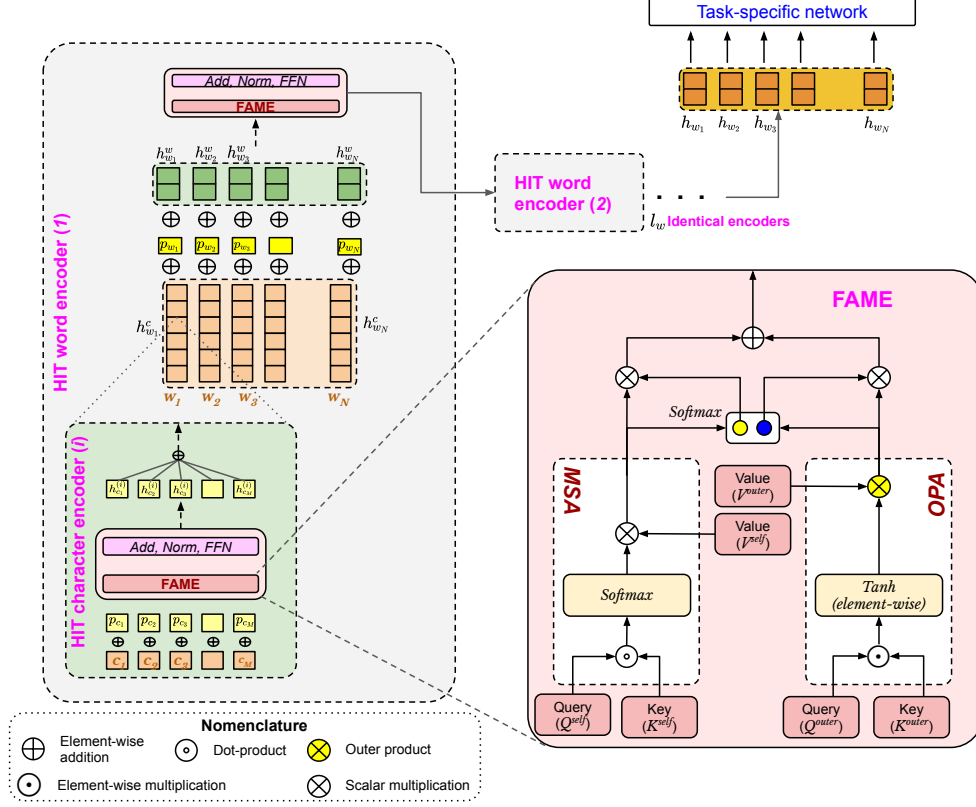 Task-specific network
h_{w_1} h_{w_2} h_{w_3} h_{w_N}
Add, Norm, FFN
FAME
h^w_{w_1} h^w_{w_2} h^w_{w_3} h^w_{w_N}
p_{w_1} p_{w_2} p_{w_3} p_{w_N}
h^c_{w_1} h^c_{w_N}
w_1 w_2 w_3 w_N
HIT word encoder (1)
HIT word
encoder (2)
. . .
l_w Identical encoders
HIT character encoder (i)
h^{(i)}_{c_1} h^{(i)}_{c_2} h^{(i)}_{c_3} h^{(i)}_{c_M}
Add, Norm, FFN
FAME
p_{c_1} p_{c_2} p_{c_3} p_{c_M}
c_1 c_2 c_3 c_M
FAME
Softmax
MSA
OPA
Value
(V^{outer})
Value
(V^{self})
Softmax
Tanh
(element-wise)
Query
(Q^{self})
Key
(K^{self})
Query
(Q^{outer})
Key
(K^{outer})
Nomenclature
Element-wise
addition
Dot-product
Outer product
Element-wise multiplication
Scalar multiplication